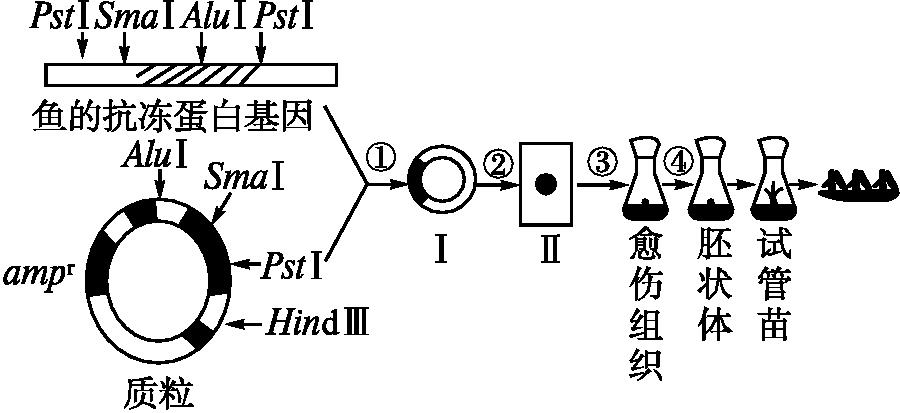 PstⅠ SmaⅠ AluⅠ PstⅠ
鱼的抗冻蛋白基因
AluⅠ
SmaⅠ
PstⅠ
HindⅢ
ampʳ
质粒
① ② ③ ④
Ⅰ
Ⅱ
愈伤组织
胚状体
试管苗